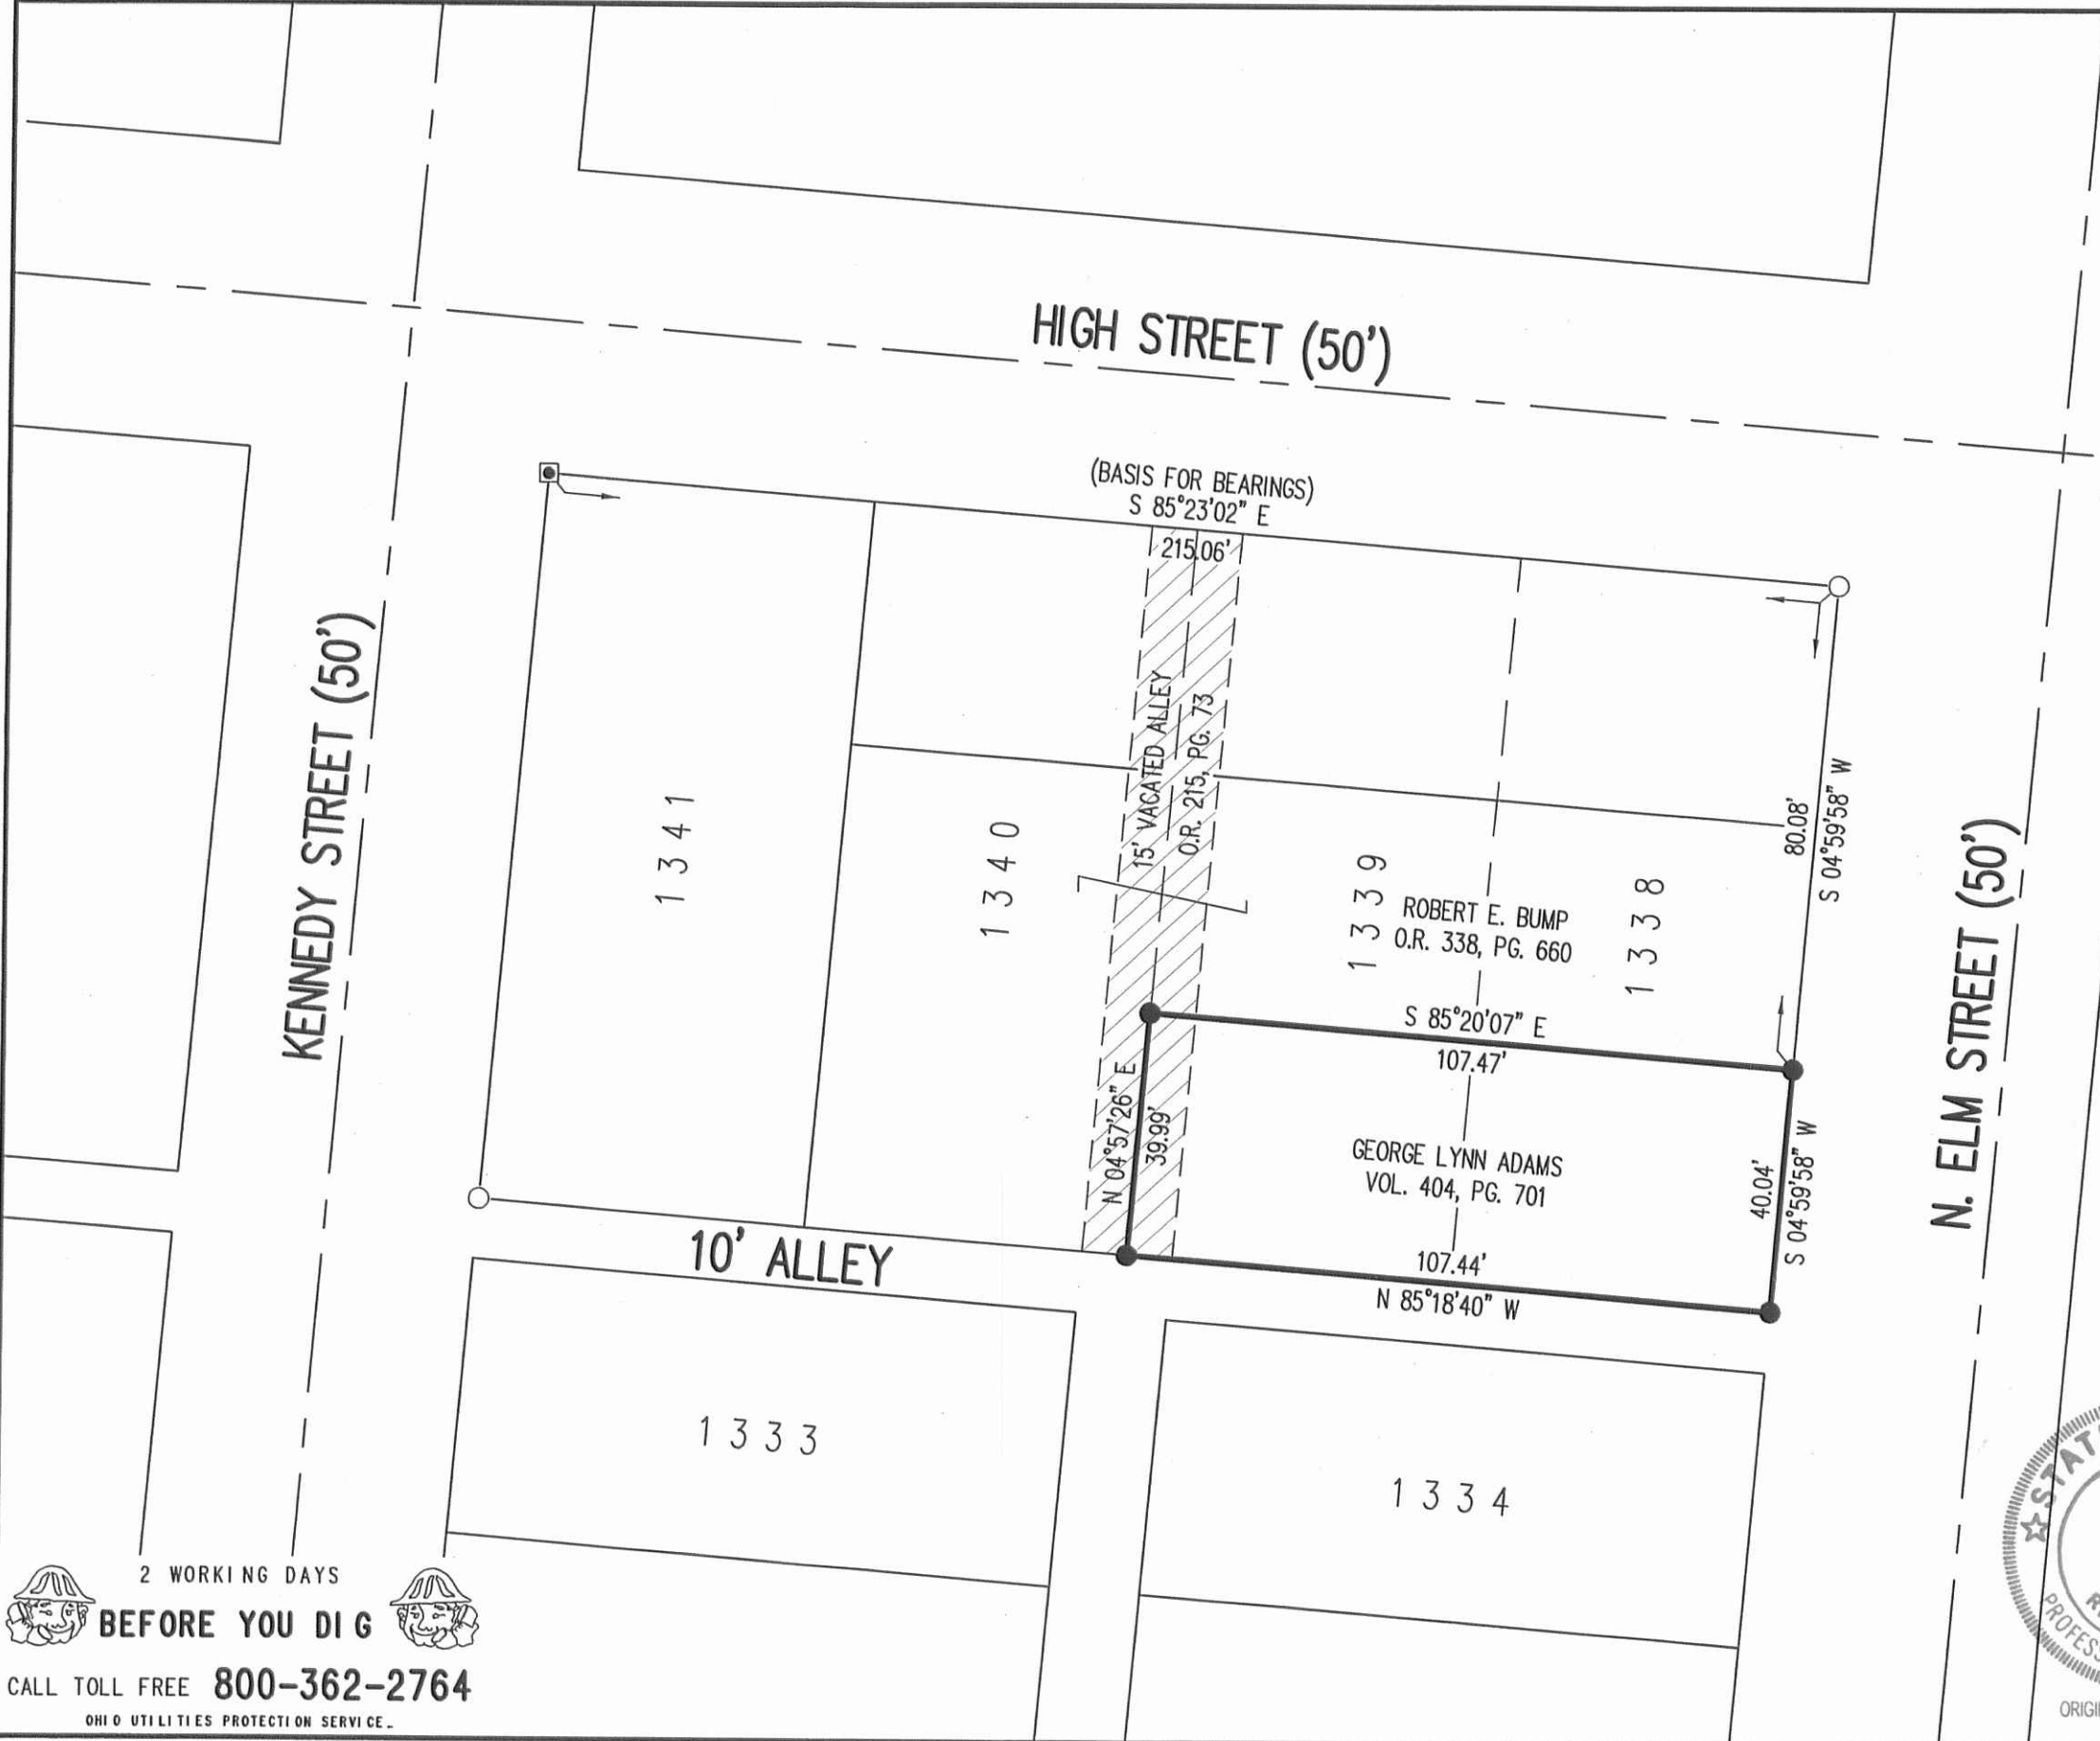 HIGH STREET (50')
(BASIS FOR BEARINGS)
S 85°23'02" E
215.06'
KENNEDY STREET (50')
1341
1340
15' VACATED ALLEY
O.R. 215, PG. 73
1339
ROBERT E. BUMP
O.R. 338, PG. 660
1338
80.08'
S 04°59'58" W
N. ELM STREET (50')
S 85°20'07" E
107.47'
N 04°57'26" E
39.99'
GEORGE LYNN ADAMS
VOL. 404, PG. 701
40.04'
S 04°59'58" W
107.44'
N 85°18'40" W
10' ALLEY
1333
1334
2 WORKING DAYS
BEFORE YOU DIG
CALL TOLL FREE 800-362-2764
OHIO UTILITIES PROTECTION SERVICE.